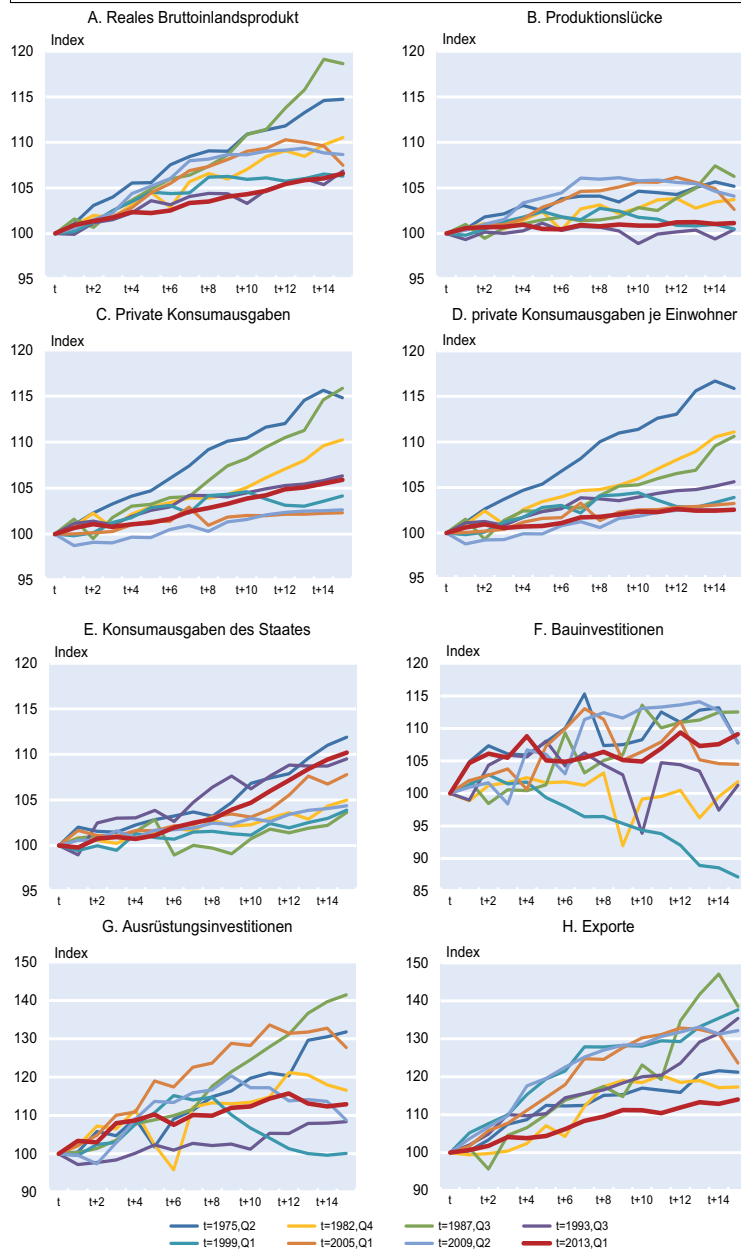 A. Reales Bruttoinlandsprodukt
Index
120
115
110
105
100
95
t t+2 t+4 t+6 t+8 t+10 t+12 t+14
B. Produktionslücke
Index
120
115
110
105
100
95
t t+2 t+4 t+6 t+8 t+10 t+12 t+14
C. Private Konsumausgaben
Index
120
115
110
105
100
95
t t+2 t+4 t+6 t+8 t+10 t+12 t+14
D. private Konsumausgaben je Einwohner
Index
120
115
110
105
100
95
t t+2 t+4 t+6 t+8 t+10 t+12 t+14
E. Konsumausgaben des Staates
Index
120
115
110
105
100
95
t t+2 t+4 t+6 t+8 t+10 t+12 t+14
F. Bauinvestitionen
Index
120
115
110
105
100
95
90
85
t t+2 t+4 t+6 t+8 t+10 t+12 t+14
G. Ausrüstungsinvestitionen
Index
150
140
130
120
110
100
90
t t+2 t+4 t+6 t+8 t+10 t+12 t+14
H. Exporte
Index
150
140
130
120
110
100
90
t t+2 t+4 t+6 t+8 t+10 t+12 t+14
t=1975,Q2 t=1982,Q4 t=1987,Q3 t=1993,Q3
t=1999,Q1 t=2005,Q1 t=2009,Q2 t=2013,Q1